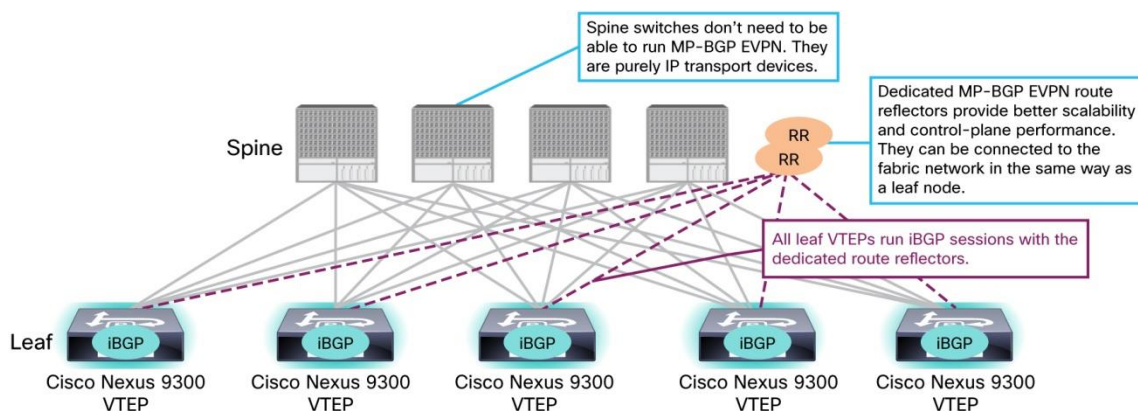 Spine switches don’t need to be
able to run MP-BGP EVPN. They
are purely IP transport devices.
Dedicated MP-BGP EVPN route
reflectors provide better scalability
and control-plane performance.
They can be connected to the
fabric network in the same way as
a leaf node.
Spine
RR
RR
All leaf VTEPs run iBGP sessions with the
dedicated route reflectors.
Leaf
iBGP
iBGP
iBGP
iBGP
iBGP
Cisco Nexus 9300
VTEP
Cisco Nexus 9300
VTEP
Cisco Nexus 9300
VTEP
Cisco Nexus 9300
VTEP
Cisco Nexus 9300
VTEP